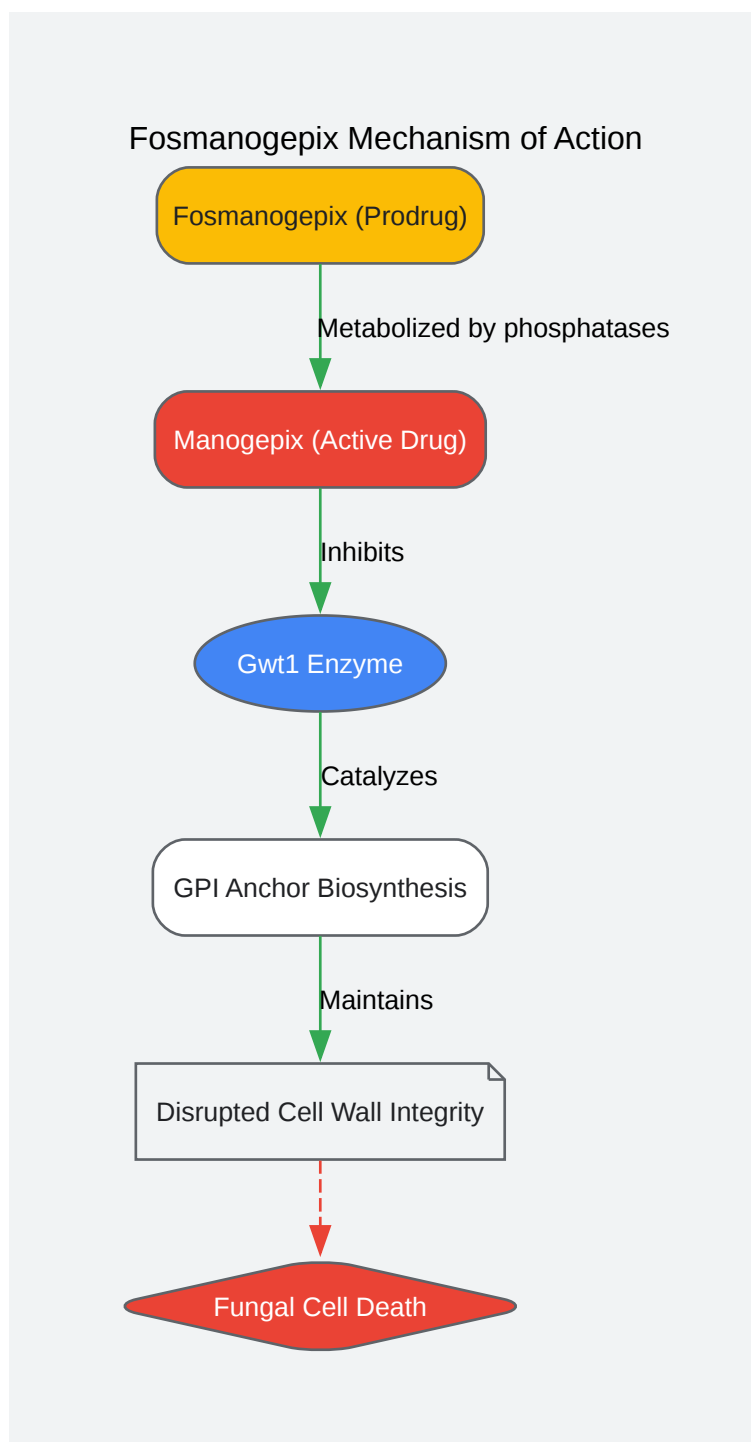 Fosmanogepix Mechanism of Action
Fosmanogepix (Prodrug)
Metabolized by phosphatases
Manogepix (Active Drug)
Inhibits
Gwt1 Enzyme
Catalyzes
GPI Anchor Biosynthesis
Maintains
Disrupted Cell Wall Integrity
Fungal Cell Death